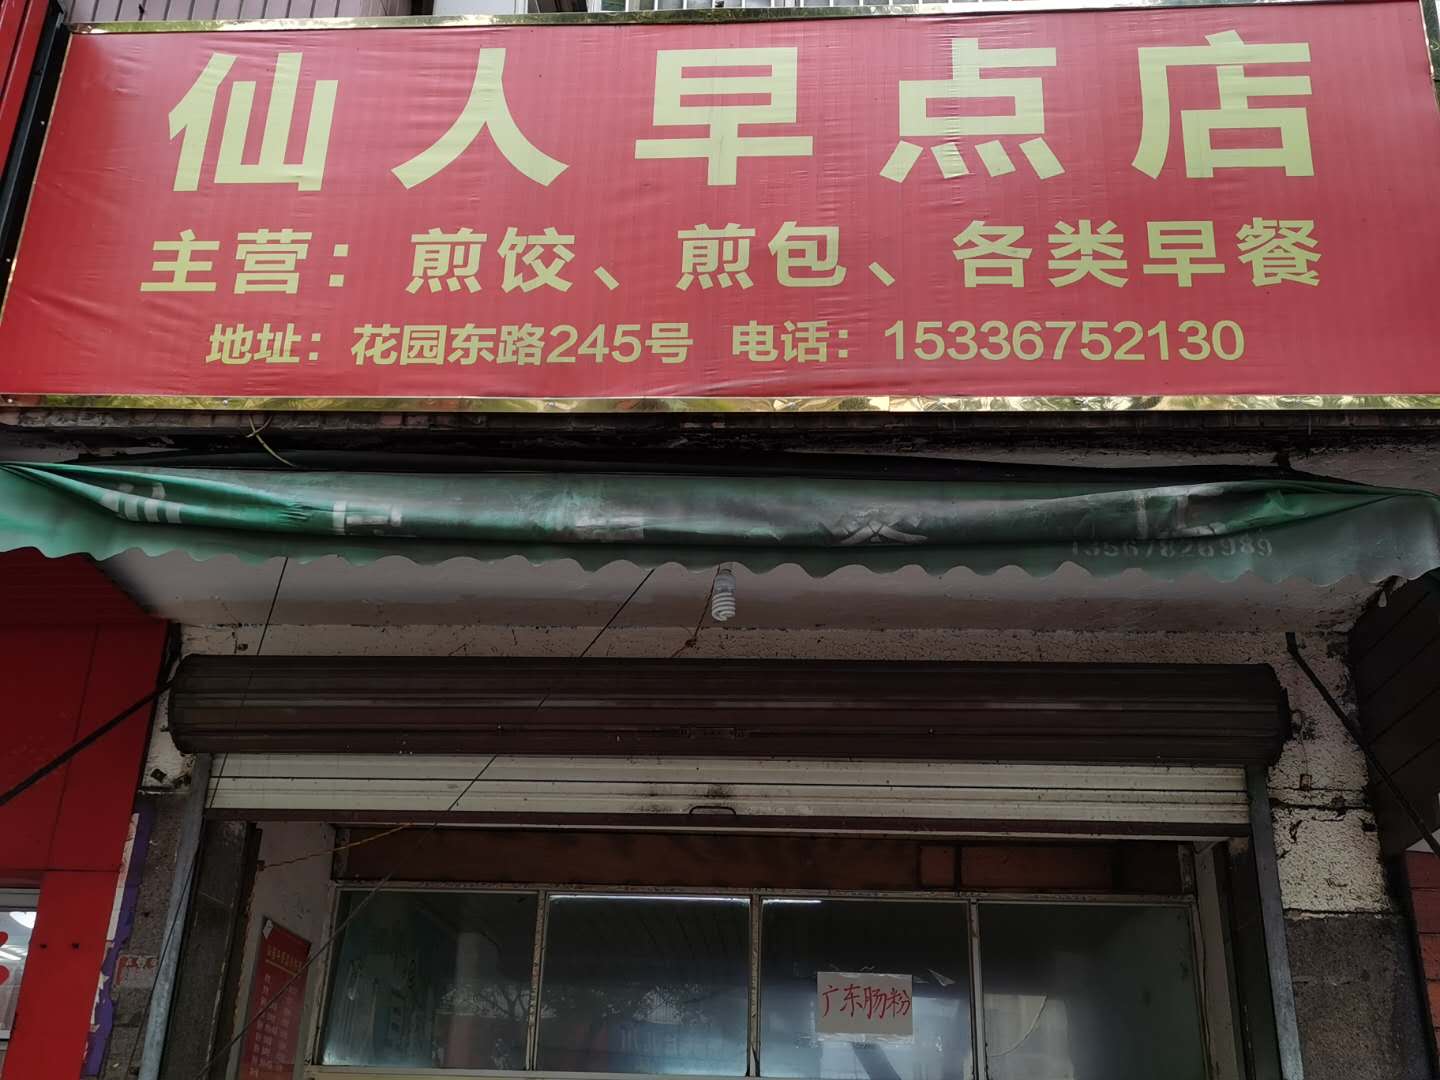 仙人早点店
主营：煎饺、煎包、各类早餐
地址：花园东路245号 电话：15336752130
13567826989
广东肠粉